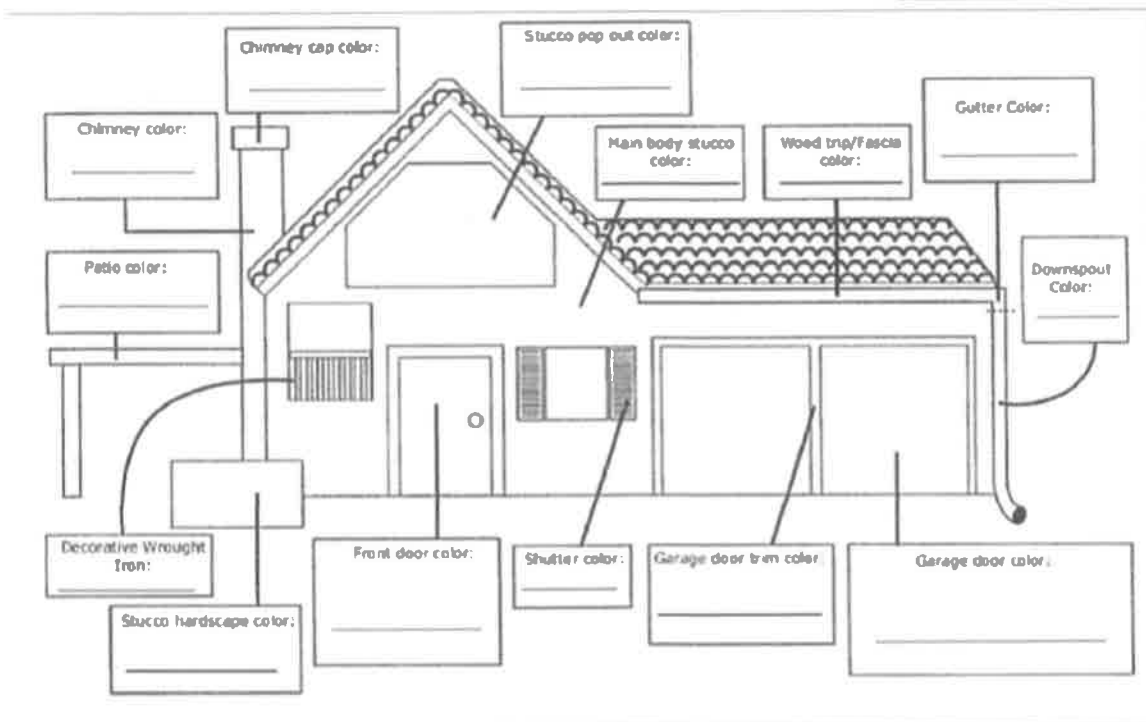 Chimney cap color:
Stucco pop out color:
Gutter Color:
Chimney color:
Main body stucco
color:
Wood trip/Fascia
color:
Patio color:
Downspout
Color:
Decorative Wrought
Iron:
Front door color:
Shutter color:
Garage door trim color:
Garage door color:
Stucco hardscape color: